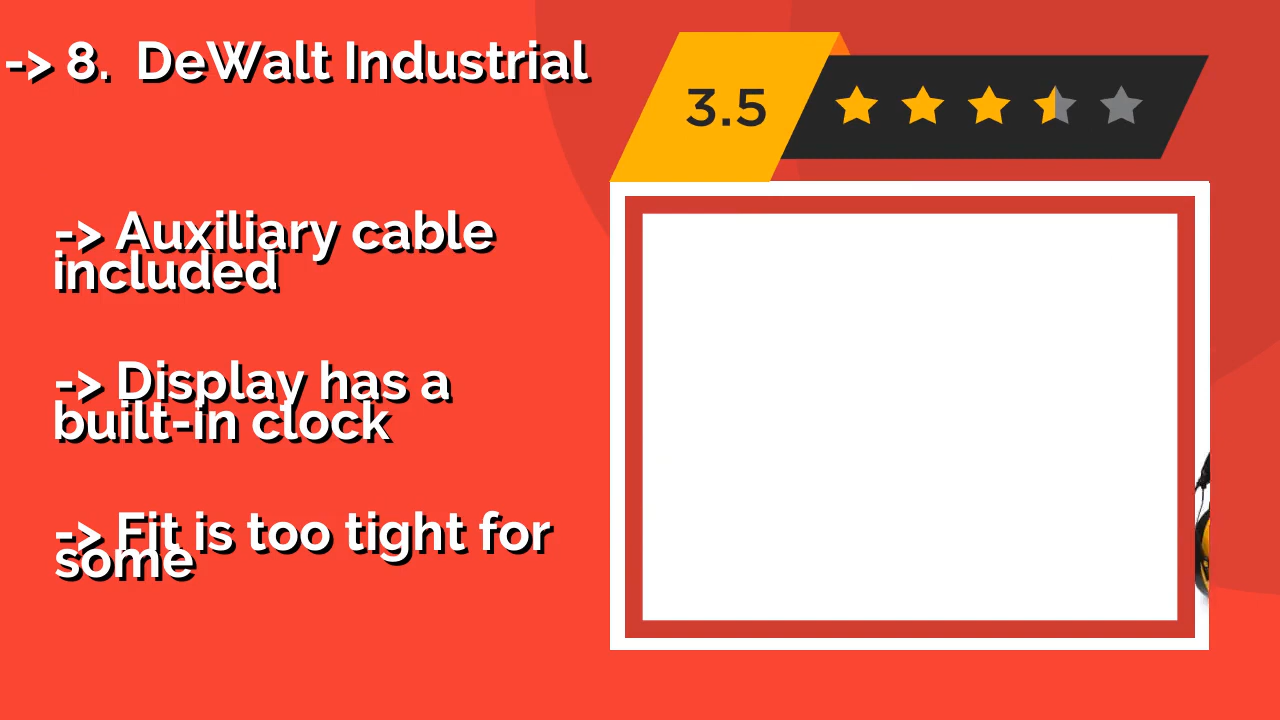 -> 8. DeWalt Industrial
3.5
-> Auxiliary cable
included
-> Display has a
built-in clock
-> Fit is too tight for
some